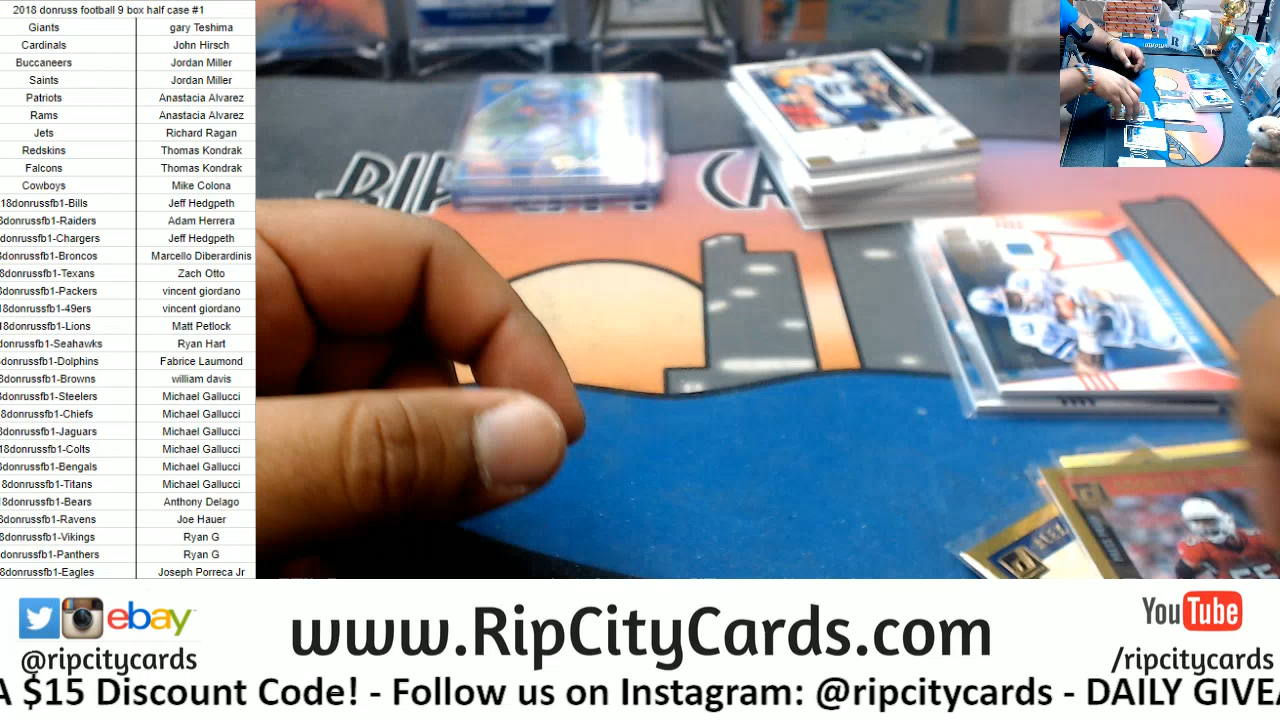 2018 donruss football 9 box half case #1
Giants gary Teshima
Cardinals John Hirsch
Buccaneers Jordan Miller
Saints Jordan Miller
Patriots Anastacia Alvarez
Rams Anastacia Alvarez
Jets Richard Ragan
Redskins Thomas Kondrak
Falcons Thomas Kondrak
Cowboys Mike Colona
18donrussfb1-Bills Jeff Hedgpeth
8donrussfb1-Raiders Adam Herrera
donrussfb1-Chargers Jeff Hedgpeth
8donrussfb1-Broncos Marcello Diberardinis
8donrussfb1-Texans Zach Otto
8donrussfb1-Packers vincent giordano
18donrussfb1-49ers vincent giordano
18donrussfb1-Lions Matt Petlock
donrussfb1-Seahawks Ryan Hart
8donrussfb1-Dolphins Fabrice Laumond
8donrussfb1-Browns william davis
8donrussfb1-Steelers Michael Gallucci
8donrussfb1-Chiefs Michael Gallucci
8donrussfb1-Jaguars Michael Gallucci
18donrussfb1-Colts Michael Gallucci
8donrussfb1-Bengals Michael Gallucci
18donrussfb1-Titans Michael Gallucci
8donrussfb1-Bears Anthony Delago
8donrussfb1-Ravens Joe Hauer
8donrussfb1-Vikings Ryan G
donrussfb1-Panthers Ryan G
8donrussfb1-Eagles Joseph Porreca Jr
RIP CITY CA
ebay
@ripcitycards
www.RipCityCards.com
YouTube
/ripcitycards
A $15 Discount Code! - Follow us on Instagram: @ripcitycards - DAILY GIVEA